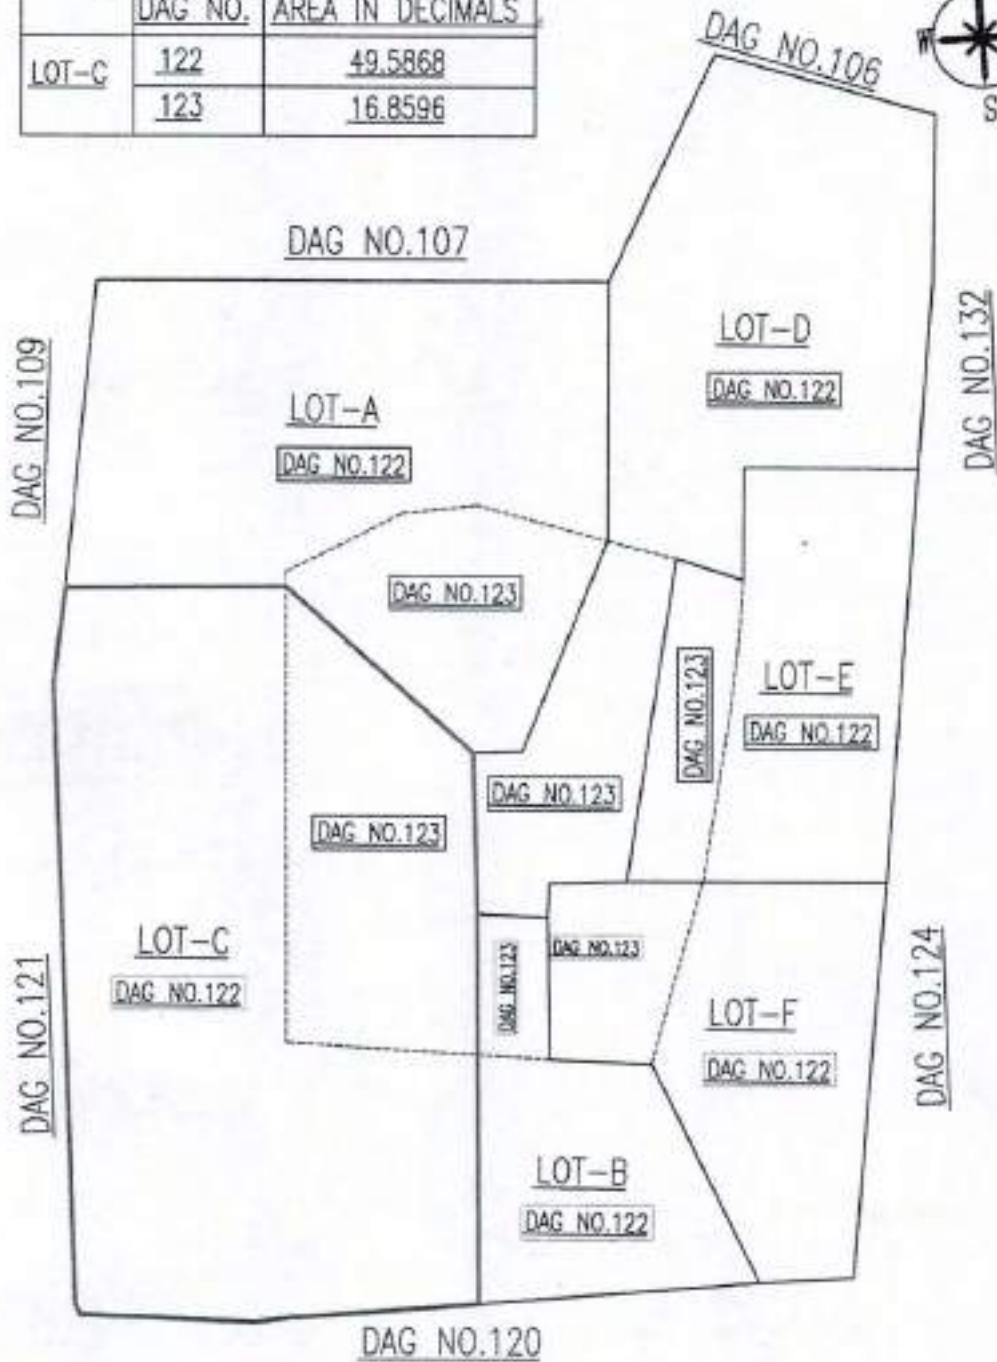 DAG NO. AREA IN DECIMALS
LOT-C 122 49.5868
123 16.8596
DAG NO.106
W
S
DAG NO.107
DAG NO.109
LOT-D
DAG NO.122
DAG NO.132
LOT-A
DAG NO.122
DAG NO.123
DAG NO.123
LOT-E
DAG NO.122
DAG NO.123
DAG NO.123
LOT-C
DAG NO.122
DAG NO.121
DAG NO.123
DAG NO.123
LOT-F
DAG NO.122
DAG NO.124
LOT-B
DAG NO.122
DAG NO.120